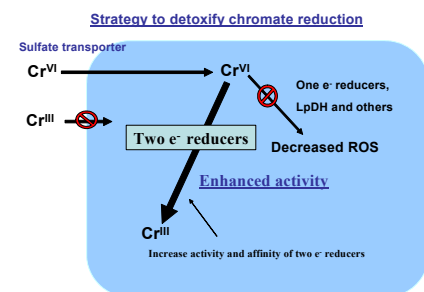 Strategy to detoxify chromate reduction
Sulfate transporter
Cr^VI
Cr^VI
One e^- reducers,
LpDH and others
Cr^III
Two e^- reducers
Decreased ROS
Enhanced activity
Cr^III
Increase activity and affinity of two e^- reducers